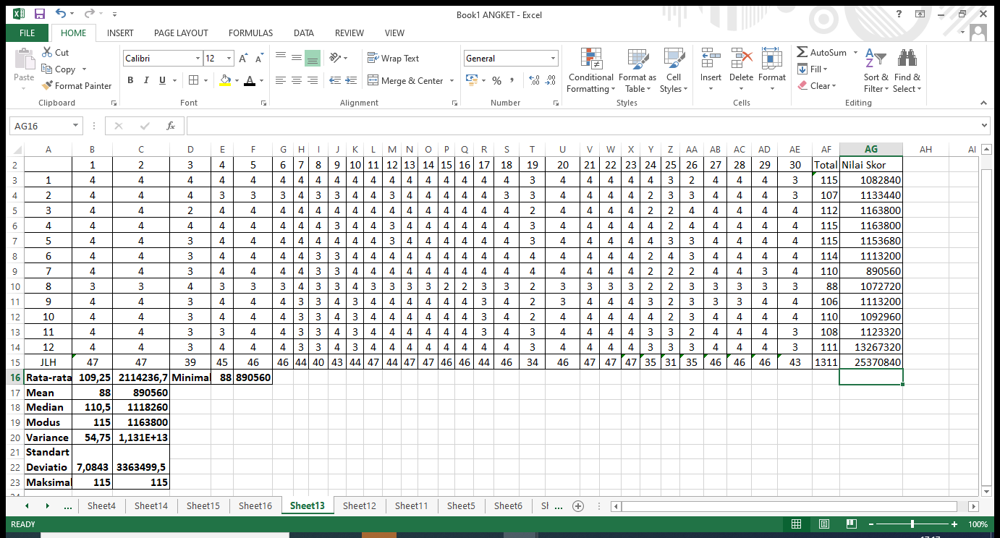 Book1 ANGKET - Excel
FILE HOME INSERT PAGE LAYOUT FORMULAS DATA REVIEW VIEW
Paste Cut Copy Format Painter Clipboard
Calibri 12 B I U Font
Wrap Text Merge & Center Alignment
General % Number
Conditional Formatting Format as Table Cell Styles Styles
Insert Delete Format Cells
AutoSum Fill Clear Sort & Filter Find & Select Editing
AG16 fx
A B C D E F G H I J K L M N O P Q R S T U V W X Y Z AA AB AC AD AE AF AG AH AI
2 1 2 3 4 5 6 7 8 9 10 11 12 13 14 15 16 17 18 19 20 21 22 23 24 25 26 27 28 29 30 Total Nilai Skor
3 1 4 4 4 4 4 4 4 4 4 4 4 4 4 4 4 4 4 4 3 4 4 4 4 4 3 2 4 4 4 3 115 1082840
4 2 4 4 4 3 3 3 4 3 3 4 4 3 4 4 4 4 4 3 3 4 4 4 4 2 3 3 4 4 4 3 107 1133440
5 3 4 4 2 4 4 4 4 4 4 4 4 4 4 4 4 4 4 4 2 4 4 4 4 2 2 4 4 4 4 4 112 1163800
6 4 4 4 4 4 4 4 4 4 3 4 4 3 4 4 4 4 4 4 3 4 4 4 4 4 2 4 4 4 4 4 115 1163800
7 5 4 4 3 4 4 4 4 4 4 4 4 3 4 4 4 4 4 4 3 4 4 4 4 4 3 3 4 4 4 4 115 1153680
8 6 4 4 3 4 4 4 4 3 3 4 4 4 4 4 4 4 4 4 4 4 4 4 4 2 4 3 4 4 4 4 114 1113200
9 7 4 4 3 4 4 4 4 3 3 4 4 4 4 4 4 4 4 4 4 4 4 4 4 2 2 2 4 4 3 4 110 890560
10 8 3 3 4 3 3 3 4 3 3 4 3 3 3 3 2 2 3 3 2 3 3 3 3 2 2 3 3 3 3 3 88 1072720
11 9 4 4 3 4 4 4 3 3 4 3 4 4 4 4 4 4 3 4 2 3 4 4 4 3 2 3 3 3 4 4 106 1113200
12 10 4 4 3 4 4 4 3 3 4 3 4 4 4 4 4 4 3 4 2 4 4 4 4 4 2 3 4 4 4 4 110 1092960
13 11 4 4 3 3 4 4 3 3 4 3 4 4 4 4 4 4 3 4 3 4 4 4 4 3 3 2 4 4 4 3 108 1123320
14 12 4 4 3 4 4 4 3 3 4 3 4 4 4 4 4 4 4 4 3 4 4 4 4 3 3 3 4 4 4 3 111 13267320
15 JLH 47 47 39 45 46 46 44 40 43 44 47 44 47 47 46 46 44 46 34 46 47 47 47 35 31 35 46 46 46 43 1311 25370840
16 Rata-rata 109,25 2114236,7 Minimal 88 890560
17 Mean 88 890560
18 Median 110,5 1118260
19 Modus 115 1163800
20 Variance 54,75 1,131E+13
21 Standart
22 Deviatio 7,0843 3363499,5
23 Maksimal 115 115
... Sheet4 Sheet14 Sheet15 Sheet16 Sheet13 Sheet12 Sheet11 Sheet5 Sheet6 Sl ...
READY 100%